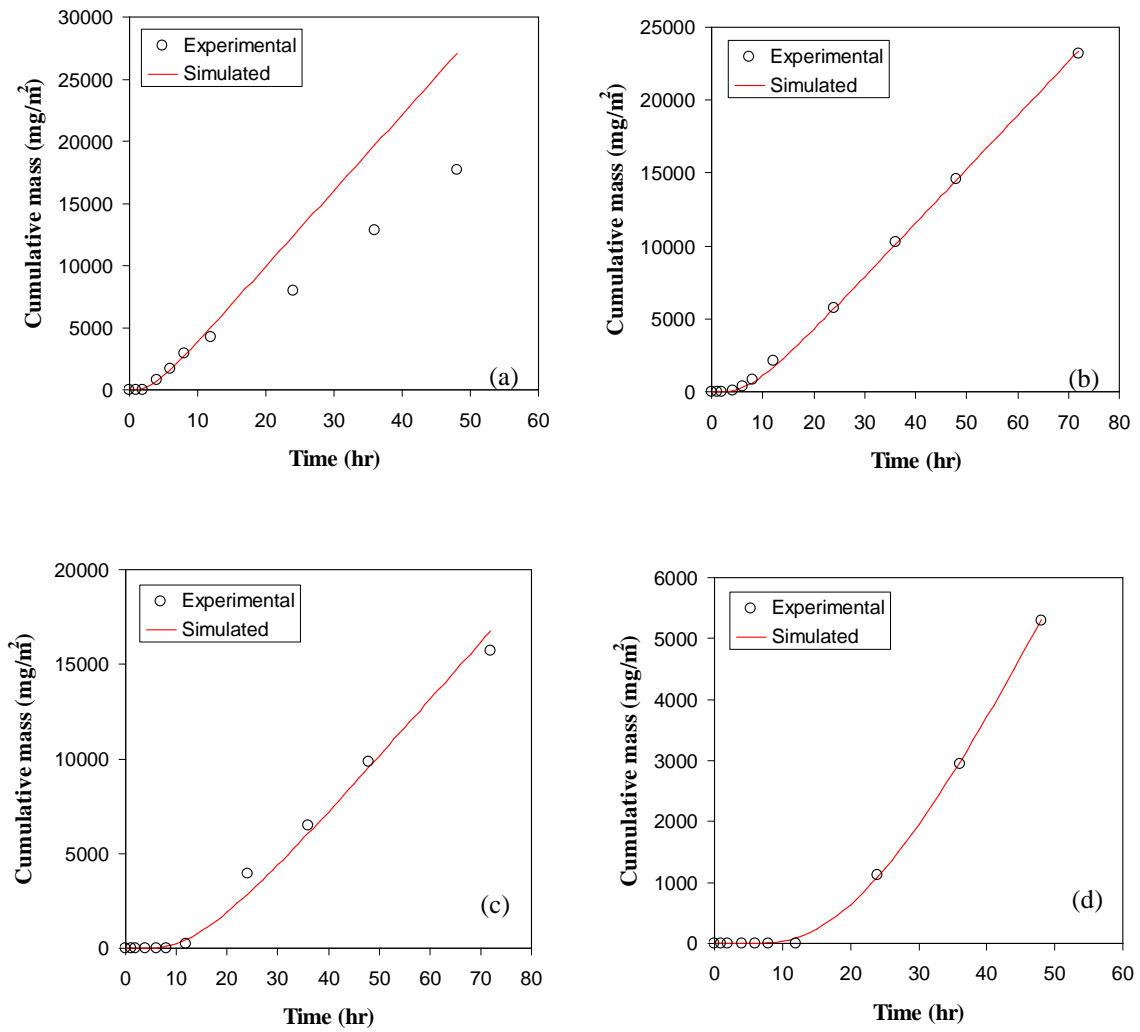 30000
25000
20000
15000
10000
5000
0
Cumulative mass (mg/m²)
Experimental
Simulated
(a)
0 10 20 30 40 50 60
Time (hr)
25000
20000
15000
10000
5000
0
Cumulative mass (mg/m²)
Experimental
Simulated
(b)
0 10 20 30 40 50 60 70 80
Time (hr)
20000
15000
10000
5000
0
Cumulative mass (mg/m²)
Experimental
Simulated
(c)
0 10 20 30 40 50 60 70 80
Time (hr)
6000
5000
4000
3000
2000
1000
0
Cumulative mass (mg/m²)
Experimental
Simulated
(d)
0 10 20 30 40 50 60
Time (hr)